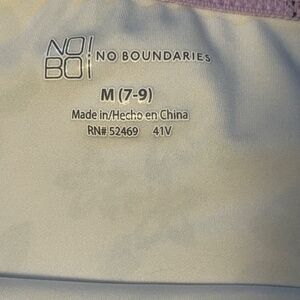 NO!
BO¡
NO BOUNDARIES
M (7-9)
Made in/Hecho en China
RN# 52469 41V